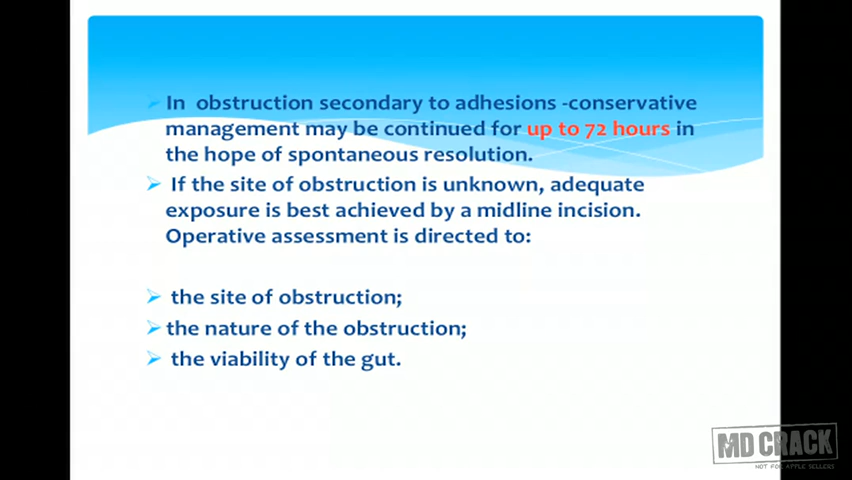 In obstruction secondary to adhesions -conservative
management may be continued for up to 72 hours in
the hope of spontaneous resolution.
If the site of obstruction is unknown, adequate
exposure is best achieved by a midline incision.
Operative assessment is directed to:
the site of obstruction;
the nature of the obstruction;
the viability of the gut.
MD CRACK
NOT FOR APPLE SELLERS